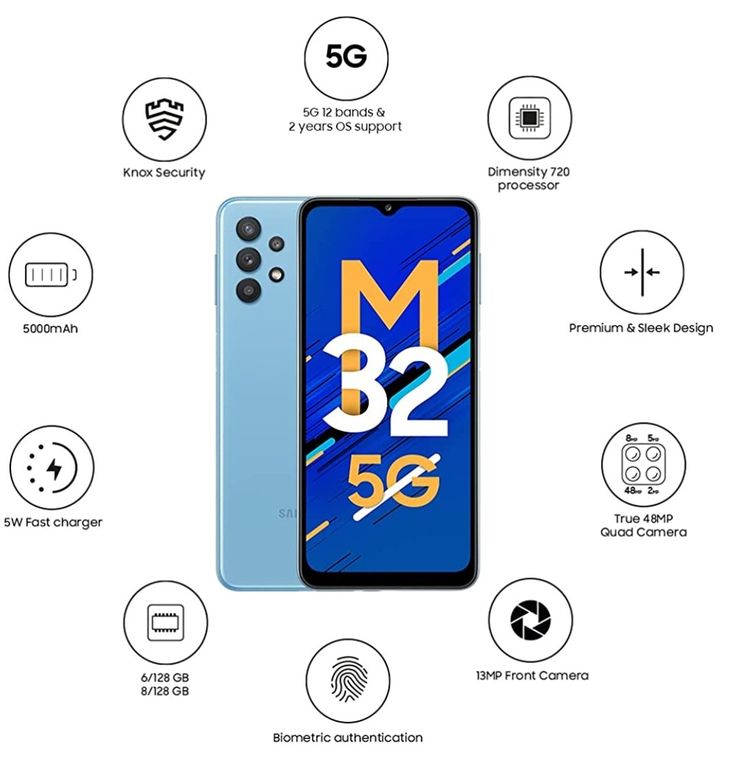 5G
5G 12 bands &
2 years OS support
Knox Security
Dimensity 720
processor
5000mAh
Premium & Sleek Design
M
32
5G
8MP 5MP
48MP 2MP
5W Fast charger
True 48MP
Quad Camera
SAI
6/128 GB
8/128 GB
13MP Front Camera
Biometric authentication